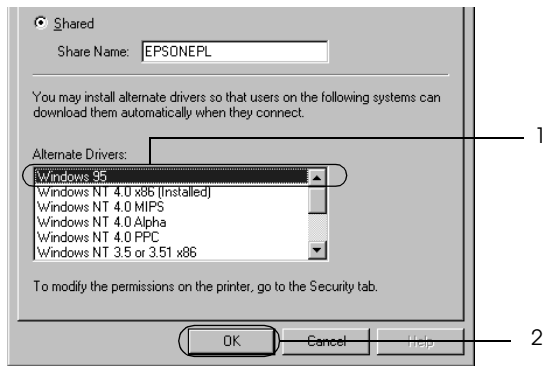 Shared
Share Name: EPSONEPL
You may install alternate drivers so that users on the following systems can
download them automatically when they connect.
1
Alternate Drivers:
Windows 95
Windows NT 4.0 x86 (Installed)
Windows NT 4.0 MIPS
Windows NT 4.0 Alpha
Windows NT 4.0 PPC
Windows NT 3.5 or 3.51 x86
To modify the permissions on the printer, go to the Security tab.
OK Cancel Help 2